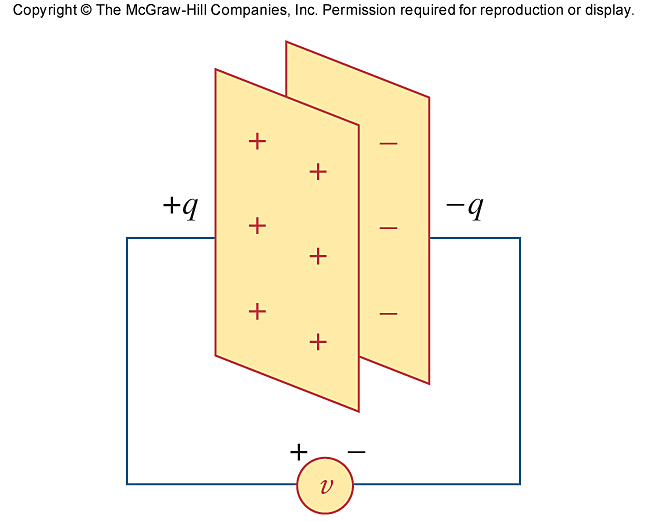 Copyright © The McGraw-Hill Companies, Inc. Permission required for reproduction or display.
+ −
+
+q + − −q
+
+ −
+
+ −
v